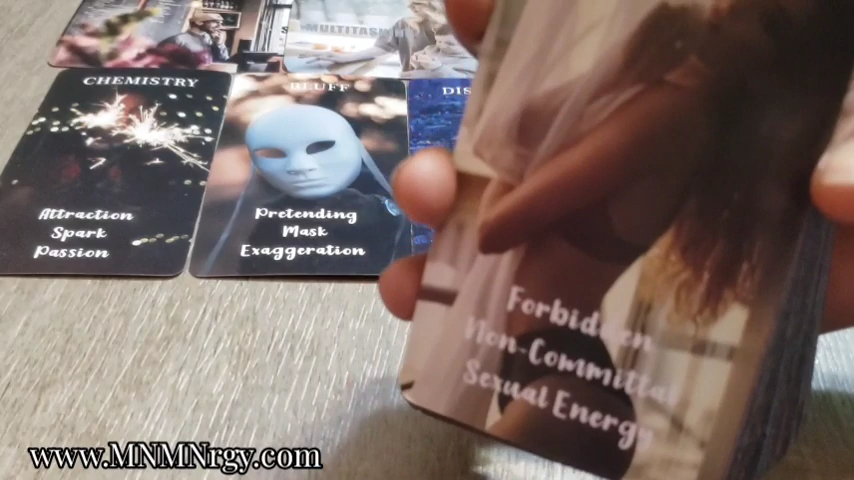 MULTITASK
CHEMISTRY
Attraction
Spark
Passion
BLUFF
Pretending
Mask
Exaggeration
DIS
Forbidden
Non-Committal
Sexual Energy
www.MNMNrgy.com